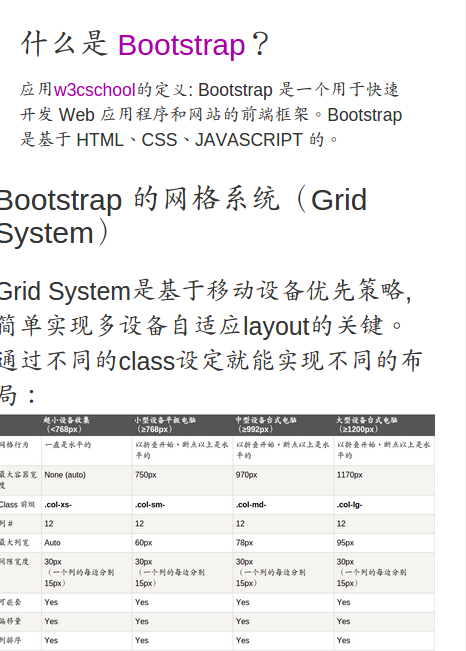 什么是 Bootstrap？
应用w3cschool的定义: Bootstrap 是一个用于快速
开发 Web 应用程序和网站的前端框架。Bootstrap
是基于 HTML、CSS、JAVASCRIPT 的。
Bootstrap 的网格系统（Grid
System）
Grid System是基于移动设备优先策略,
简单实现多设备自适应layout的关键。
通过不同的class设定就能实现不同的布
局：
超小设备收集 小型设备平板电脑 中型设备台式电脑 大型设备台式电脑
（<768px） （≥768px） （≥992px） （≥1200px）
网格行为 一直是水平的 以折叠开始，断点以上是水 以折叠开始，断点以上是水 以折叠开始，断点以上是水
平的 平的 平的
最大容器宽 None (auto) 750px 970px 1170px
度
Class 前缀 .col-xs- .col-sm- .col-md- .col-lg-
列 # 12 12 12 12
最大列宽 Auto 60px 78px 95px
间隙宽度 30px 30px 30px 30px
（一个列的每边分别 （一个列的每边分别 （一个列的每边分别 （一个列的每边分别
15px） 15px） 15px） 15px）
可嵌套 Yes Yes Yes Yes
偏移量 Yes Yes Yes Yes
列排序 Yes Yes Yes Yes